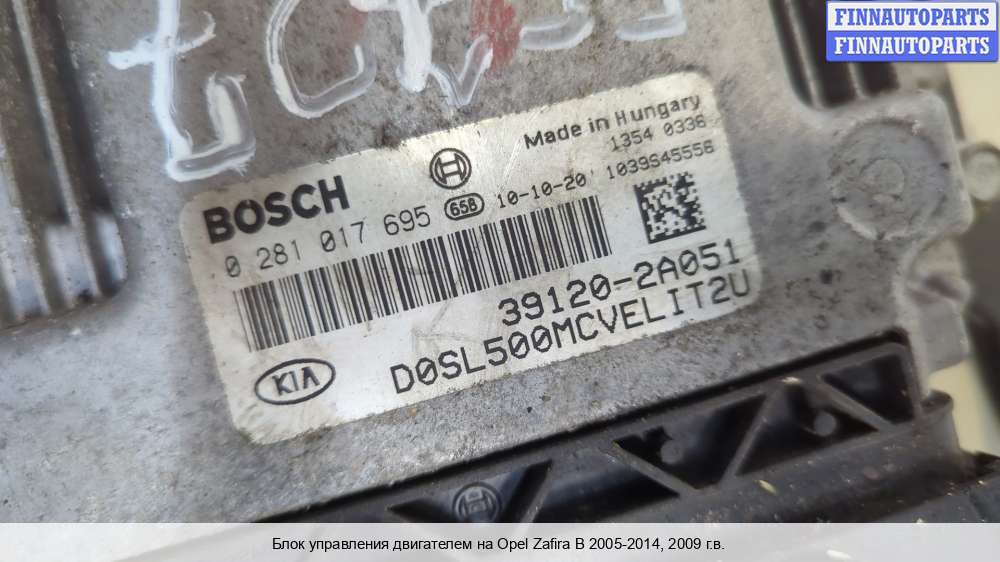 FINNAUTOPARTS
FINNAUTOPARTS
Made in Hungary
1354 0336
BOSCH
0 281 017 695 658 10-10-20 1039S45556
39120-2A051
D0SL500MCVELIT2U
KIA
Блок управления двигателем на Opel Zafira B 2005-2014, 2009 г.в.